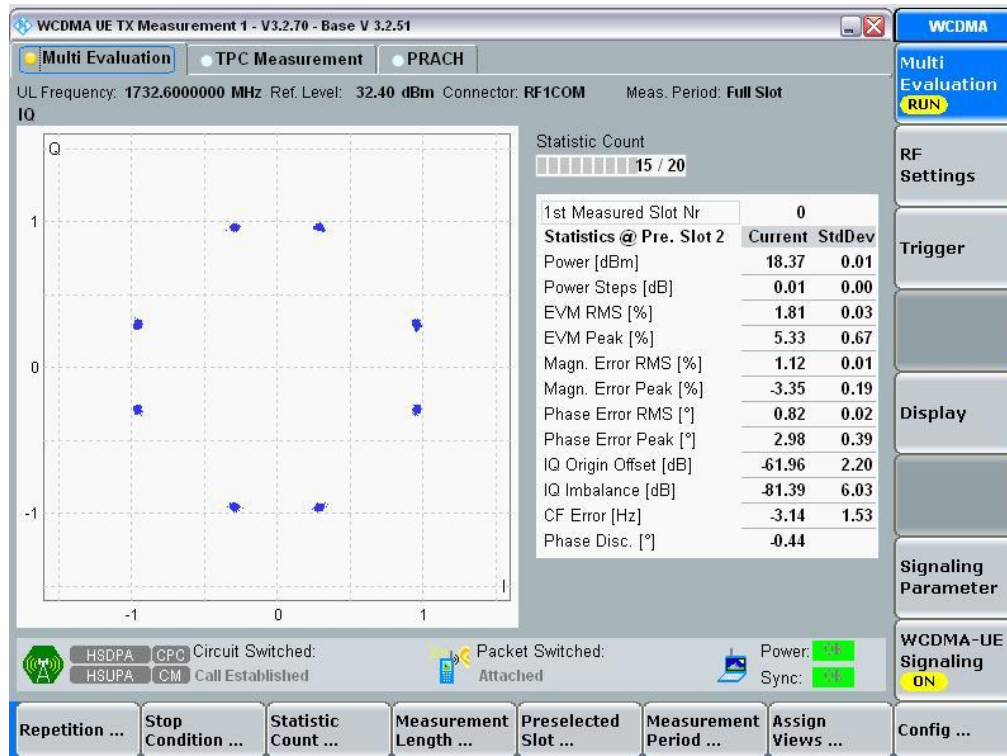 WCDMA UE TX Measurement 1 - V3.2.70 - Base V 3.2.51
WCDMA
Multi Evaluation
TPC Measurement
PRACH
Multi
Evaluation
RUN
UL Frequency: 1732.6000000 MHz Ref. Level: 32.40 dBm Connector: RF1COM Meas. Period: Full Slot
IQ
Q
1
0
-1
-1 0 1
I
Statistic Count
15 / 20
1st Measured Slot Nr 0
Statistics @ Pre. Slot 2 Current StdDev
Power [dBm] 18.37 0.01
Power Steps [dB] 0.01 0.00
EVM RMS [%] 1.81 0.03
EVM Peak [%] 5.33 0.67
Magn. Error RMS [%] 1.12 0.01
Magn. Error Peak [%] -3.35 0.19
Phase Error RMS [°] 0.82 0.02
Phase Error Peak [°] 2.98 0.39
IQ Origin Offset [dB] -61.96 2.20
IQ Imbalance [dB] -81.39 6.03
CF Error [Hz] -3.14 1.53
Phase Disc. [°] -0.44
RF
Settings
Trigger
Display
Signaling
Parameter
WCDMA-UE
Signaling
ON
HSDPA CPC Circuit Switched:
HSUPA CM Call Established
Packet Switched:
Attached
Power:
Sync:
Repetition ...
Stop
Condition ...
Statistic
Count ...
Measurement
Length ...
Preselected
Slot ...
Measurement
Period ...
Assign
Views ...
Config ...